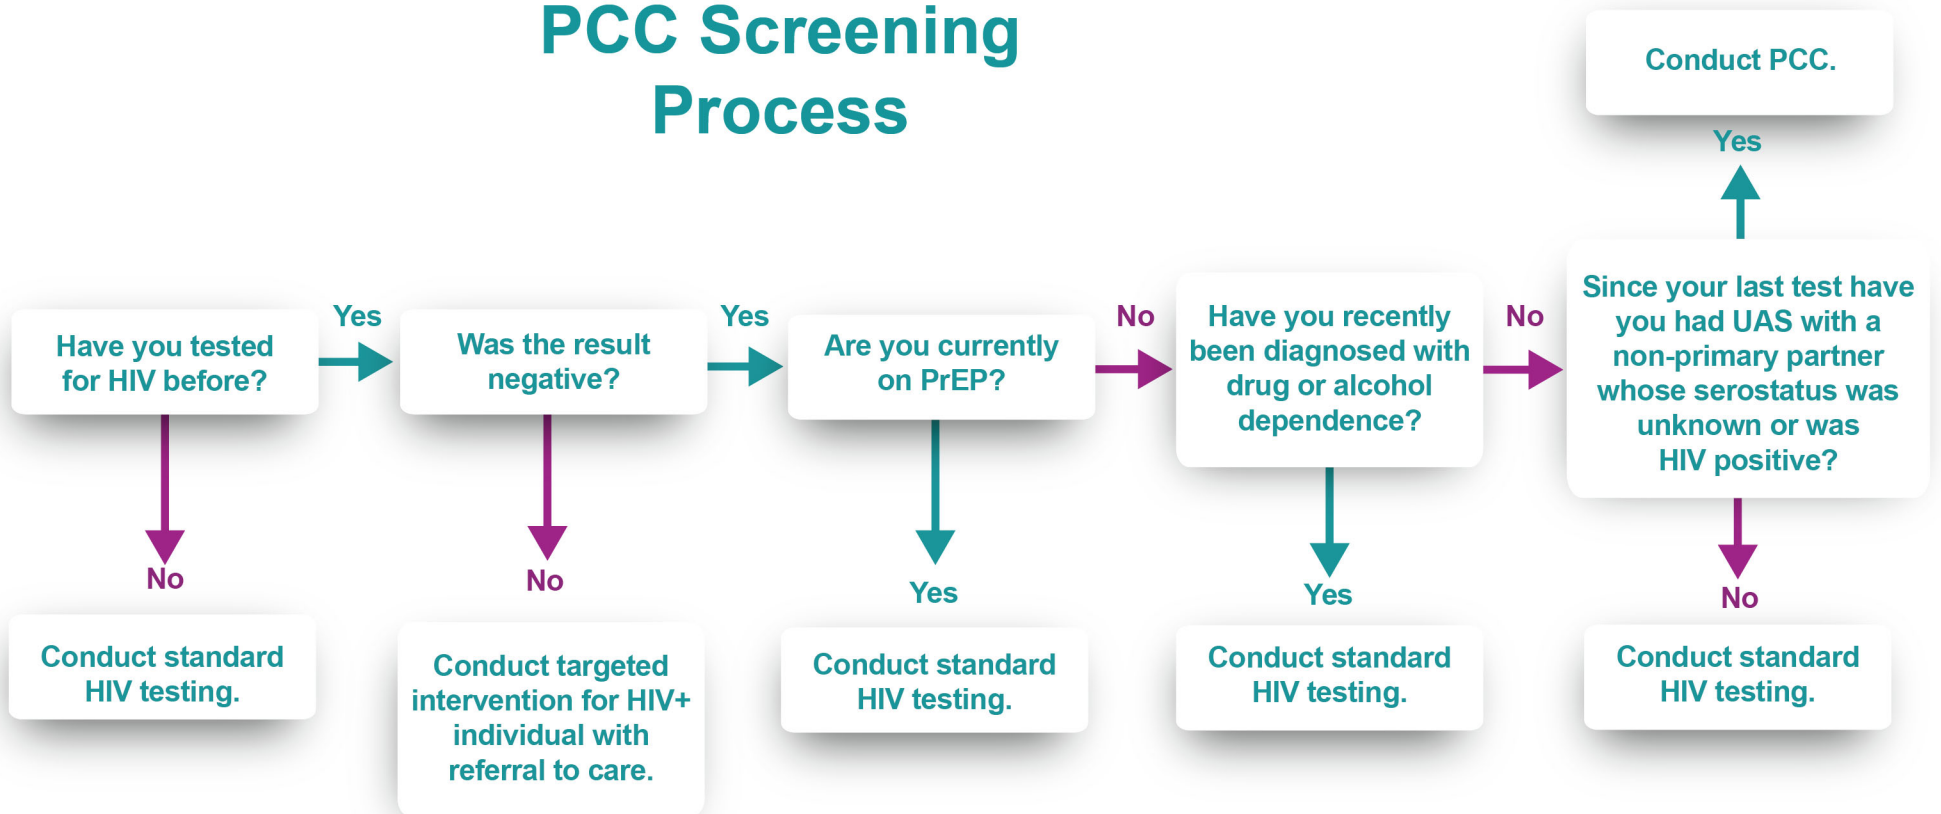 PCC Screening
Process
Have you tested
for HIV before?
Yes
No
Conduct standard
HIV testing.
Was the result
negative?
Yes
No
Conduct targeted
intervention for HIV+
individual with
referral to care.
Are you currently
on PrEP?
No
Yes
Conduct standard
HIV testing.
Have you recently
been diagnosed with
drug or alcohol
dependence?
No
Yes
Conduct standard
HIV testing.
Since your last test have
you had UAS with a
non-primary partner
whose serostatus was
unknown or was
HIV positive?
Yes
Conduct PCC.
No
Conduct standard
HIV testing.